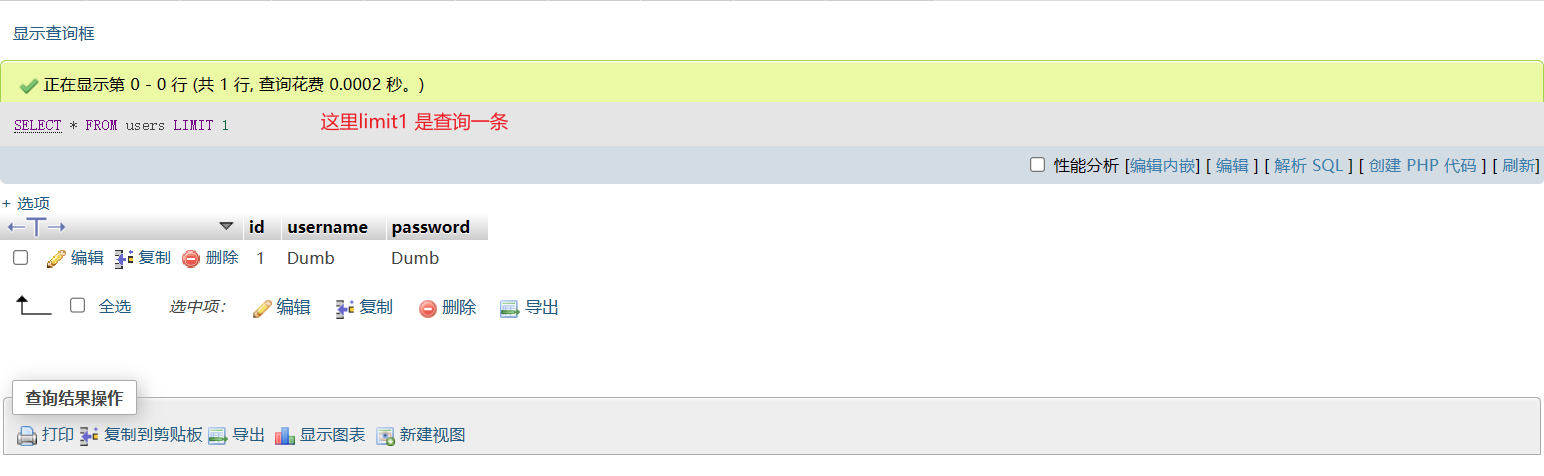 显示查询框
正在显示第 0 - 0 行 (共 1 行, 查询花费 0.0002 秒。)
SELECT * FROM users LIMIT 1 这里limit1 是查询一条
性能分析 [编辑内嵌] [ 编辑 ] [ 解析 SQL ] [ 创建 PHP 代码 ] [ 刷新]
+ 选项
←T→ id username password
编辑 复制 删除 1 Dumb Dumb
全选 选中项: 编辑 复制 删除 导出
查询结果操作
打印 复制到剪贴板 导出 显示图表 新建视图